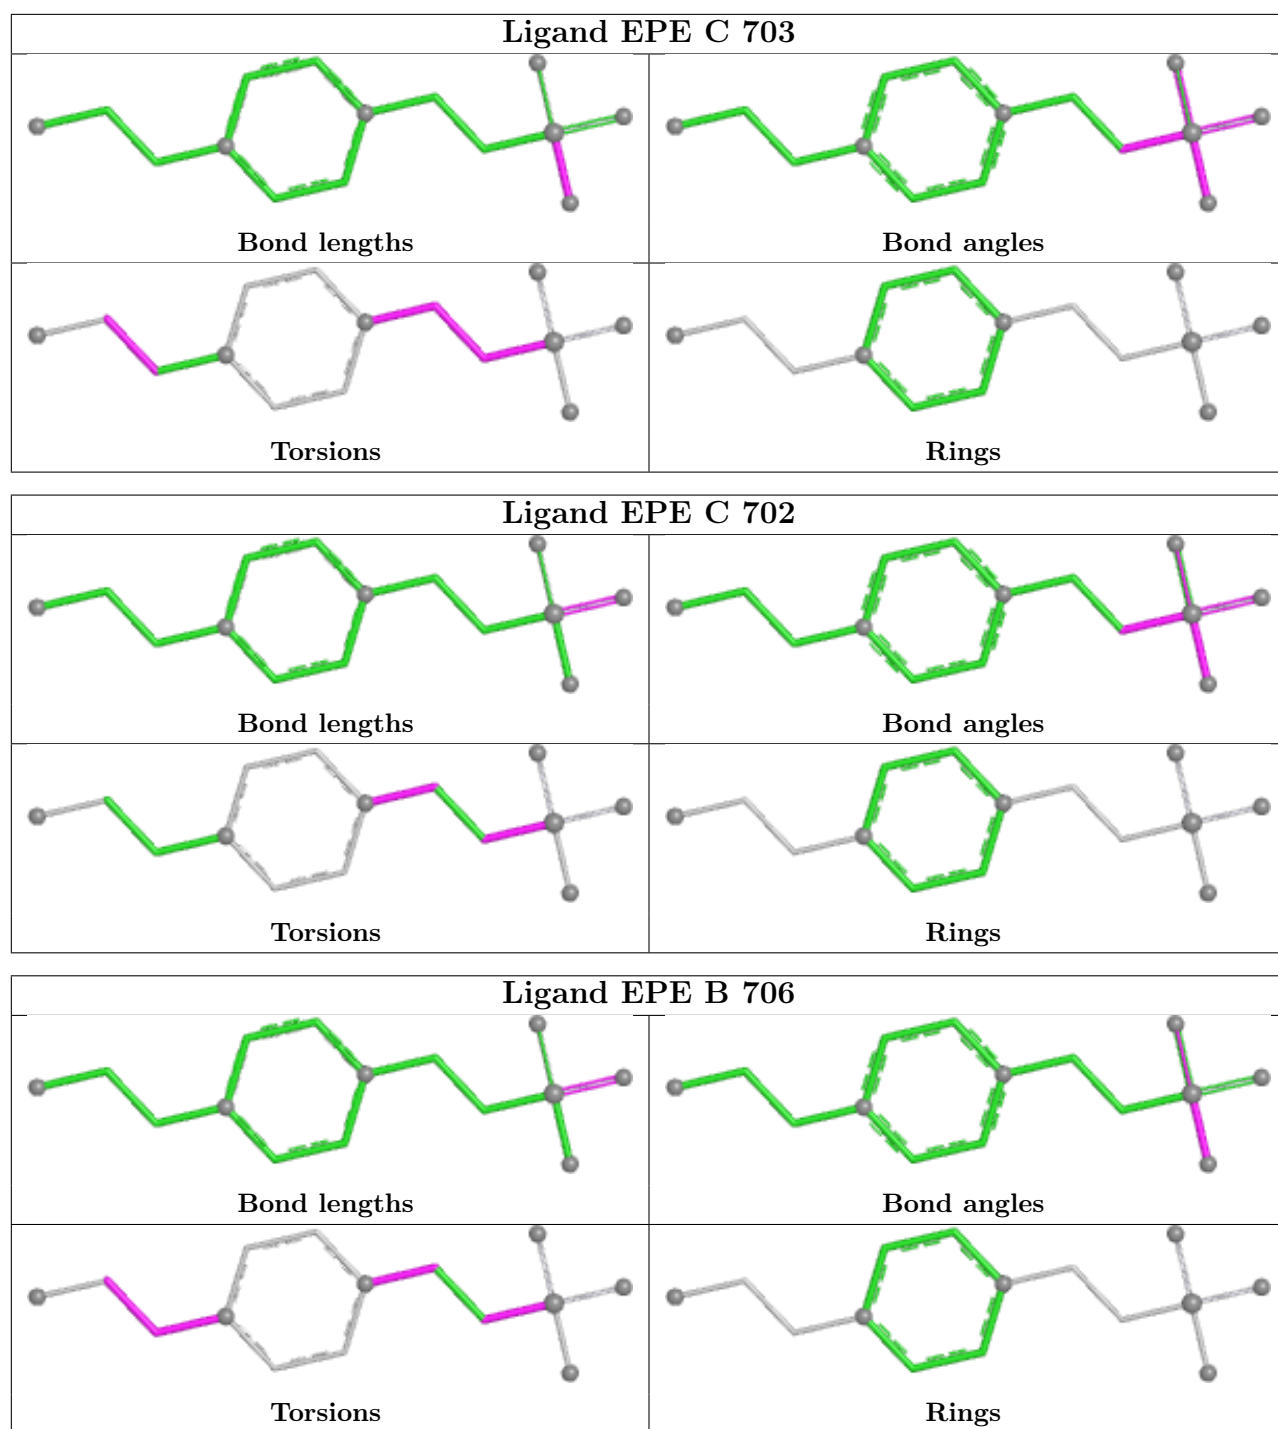 Ligand EPE C 703
Bond lengths
Bond angles
Torsions
Rings
Ligand EPE C 702
Bond lengths
Bond angles
Torsions
Rings
Ligand EPE B 706
Bond lengths
Bond angles
Torsions
Rings